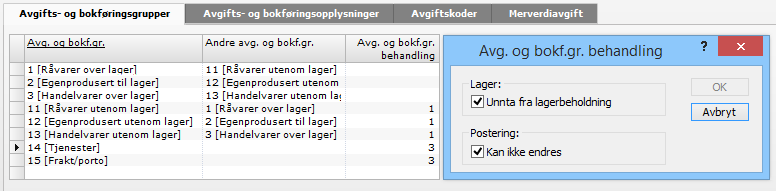 Avgifts- og bokføringsgrupper Avgifts- og bokføringsopplysninger Avgiftskoder Merverdiavgift
Avg. og bokf.gr. Andre avg. og bokf.gr. Avg. og bokf.gr. behandling
1 [Råvarer over lager] 11 [Råvarer utenom lager]
2 [Egenprodusert til lager] 12 [Egenprodusert utenom
3 [Handelvarer over lager] 13 [Handelvarer utenom lag
11 [Råvarer utenom lager] 1 [Råvarer over lager] 1
12 [Egenprodusert utenom lager] 2 [Egenprodusert til lager] 1
13 [Handelvarer utenom lager] 3 [Handelvarer over lager] 1
14 [Tjenester] 3
15 [Frakt/porto] 3
Avg. og bokf.gr. behandling ?
Lager:
Unnta fra lagerbeholdning
OK
Avbryt
Postering:
Kan ikke endres